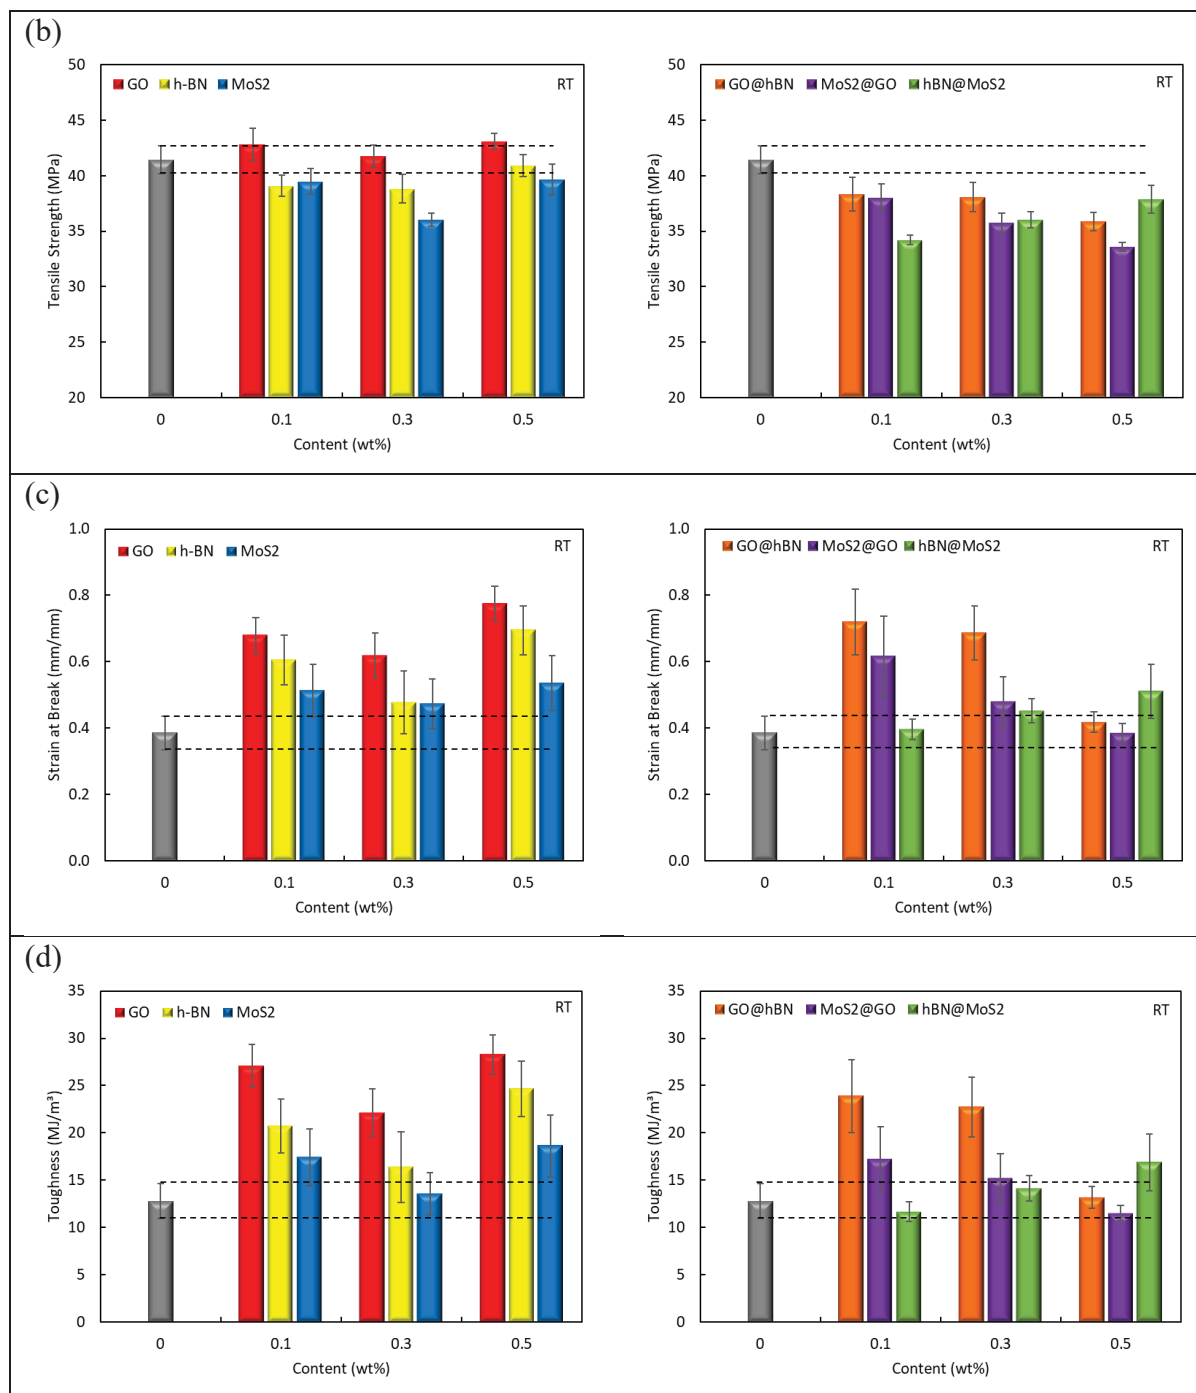 (b)
GO h-BN MoS2 RT
Tensile Strength (MPa)
50
45
40
35
30
25
20
0 0.1 0.3 0.5
Content (wt%)
GO@hBN MoS2@GO hBN@MoS2 RT
Tensile Strength (MPa)
50
45
40
35
30
25
20
0 0.1 0.3 0.5
Content (wt%)
(c)
GO h-BN MoS2 RT
Strain at Break (mm/mm)
1.0
0.8
0.6
0.4
0.2
0.0
0 0.1 0.3 0.5
Content (wt%)
GO@hBN MoS2@GO hBN@MoS2 RT
Strain at Break (mm/mm)
1.0
0.8
0.6
0.4
0.2
0.0
0 0.1 0.3 0.5
Content (wt%)
(d)
GO h-BN MoS2 RT
Toughness (MJ/m³)
35
30
25
20
15
10
5
0
0 0.1 0.3 0.5
Content (wt%)
GO@hBN MoS2@GO hBN@MoS2 RT
Toughness (MJ/m³)
35
30
25
20
15
10
5
0
0 0.1 0.3 0.5
Content (wt%)